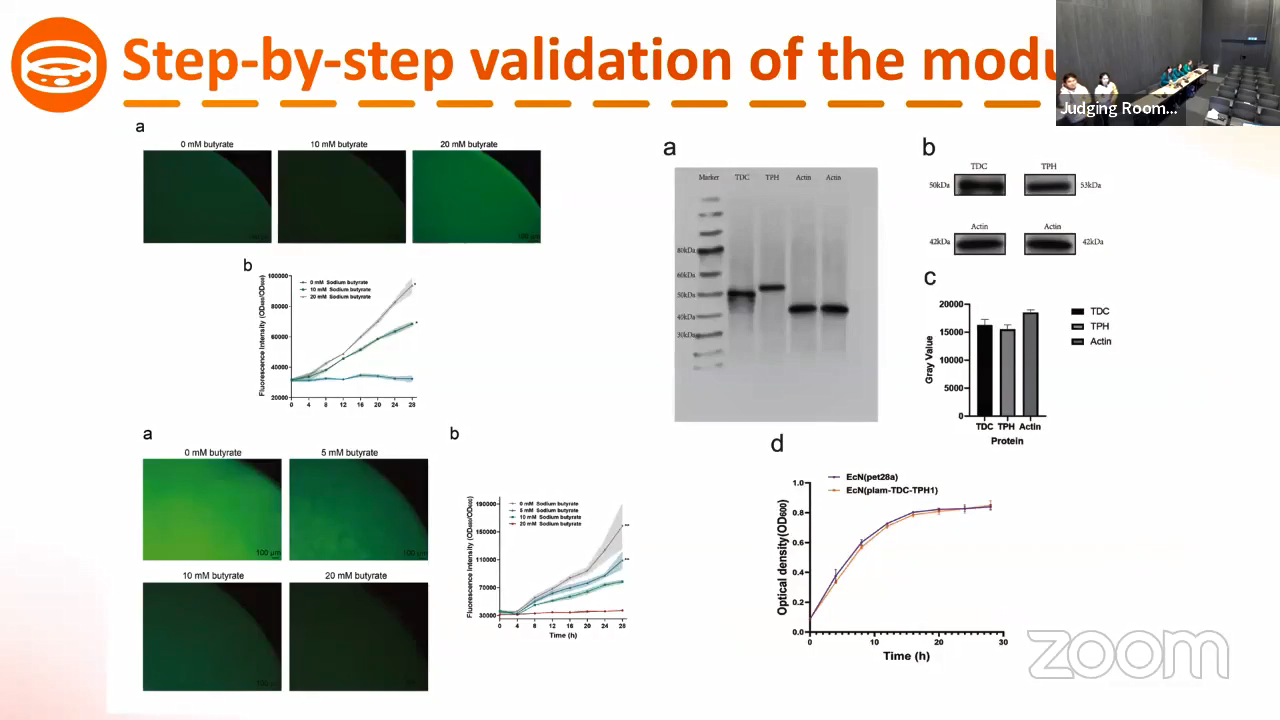 Step-by-step validation of the modu
Judging Room...
a
0 mM butyrate
10 mM butyrate
20 mM butyrate
100 µm
b
Fluorescence Intensity (OD485/OD600)
100000
80000
60000
40000
20000
0 mM Sodium butyrate
10 mM Sodium butyrate
20 mM Sodium butyrate
0 4 8 12 16 20 24 28
a
0 mM butyrate
5 mM butyrate
100 µm
100 µm
10 mM butyrate
20 mM butyrate
100 µm
b
Fluorescence Intensity (OD485/OD600)
190000
150000
110000
70000
30000
0 mM Sodium butyrate
5 mM Sodium butyrate
10 mM Sodium butyrate
20 mM Sodium butyrate
**
**
0 4 8 12 16 20 24 28
Time (h)
a
Marker TDC TPH Actin Actin
80kDa
60kDa
50kDa
40kDa
30kDa
b
TDC TPH
50kDa 53kDa
Actin Actin
42kDa 42kDa
c
Gray Value
20000
15000
10000
5000
0
TDC TPH Actin
Protein
TDC
TPH
Actin
d
EcN(pet28a)
EcN(plam-TDC-TPH1)
Optical density(OD600)
1.0
0.8
0.6
0.4
0.2
0.0
0 10 20 30
Time (h)
zoom